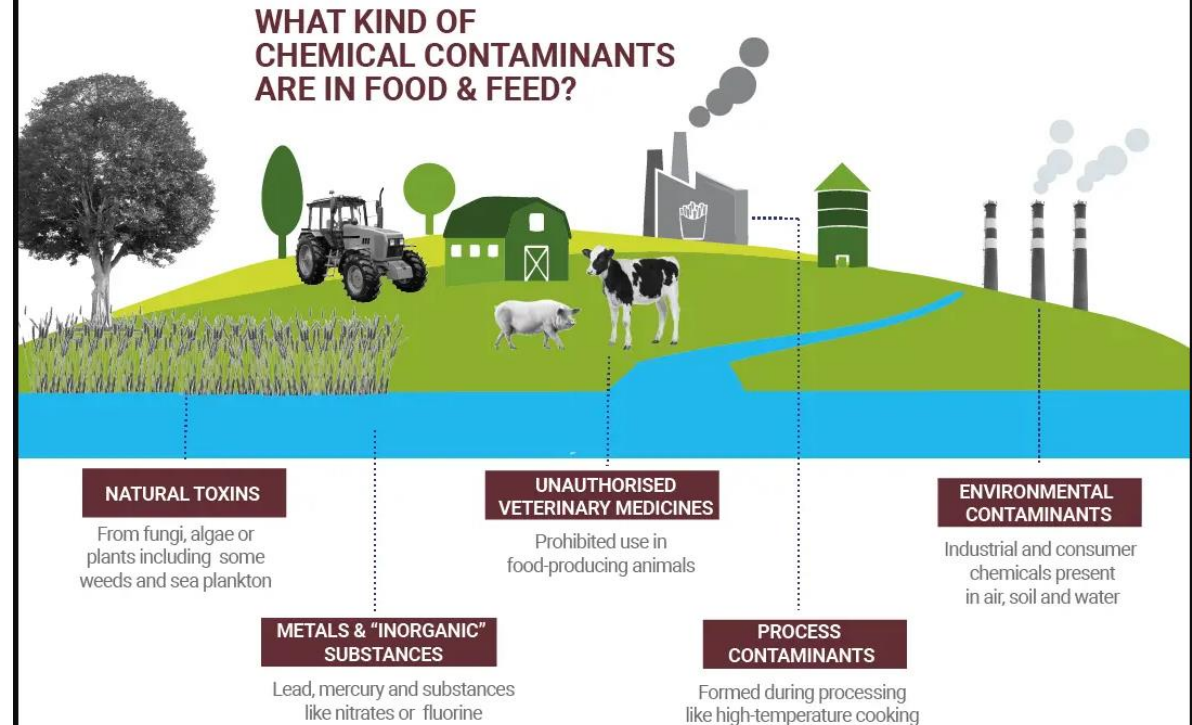 WHAT KIND OF
CHEMICAL CONTAMINANTS
ARE IN FOOD & FEED?
NATURAL TOXINS
From fungi, algae or
plants including some
weeds and sea plankton
METALS & “INORGANIC”
SUBSTANCES
Lead, mercury and substances
like nitrates or fluorine
UNAUTHORISED
VETERINARY MEDICINES
Prohibited use in
food-producing animals
PROCESS
CONTAMINANTS
Formed during processing
like high-temperature cooking
ENVIRONMENTAL
CONTAMINANTS
Industrial and consumer
chemicals present
in air, soil and water